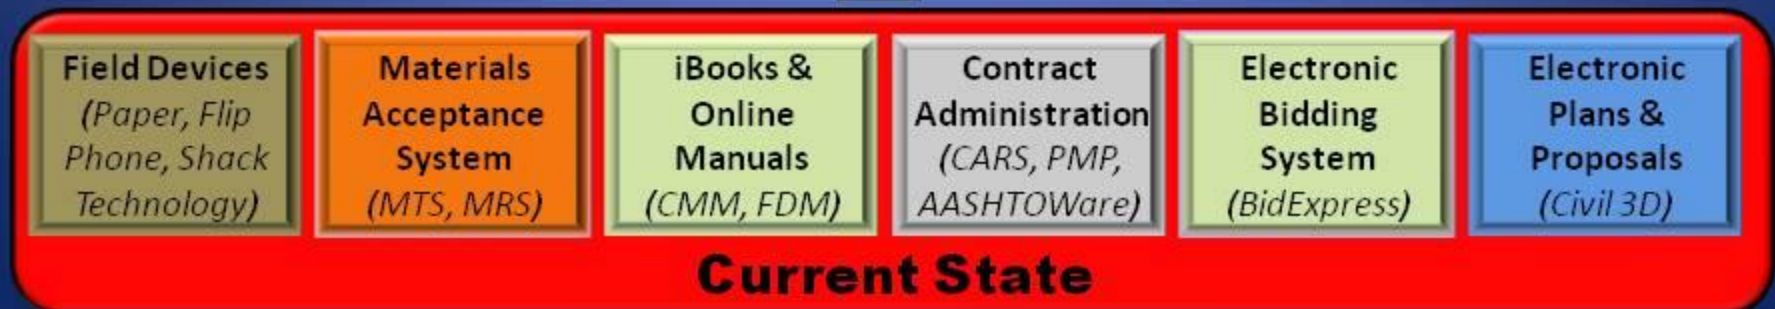 Field Devices
(Paper, Flip
Phone, Shack
Technology)
Materials
Acceptance
System
(MTS, MRS)
iBooks &
Online
Manuals
(CMM, FDM)
Contract
Administration
(CARS, PMP,
AASHTOWare)
Electronic
Bidding
System
(BidExpress)
Electronic
Plans &
Proposals
(Civil 3D)
Current State